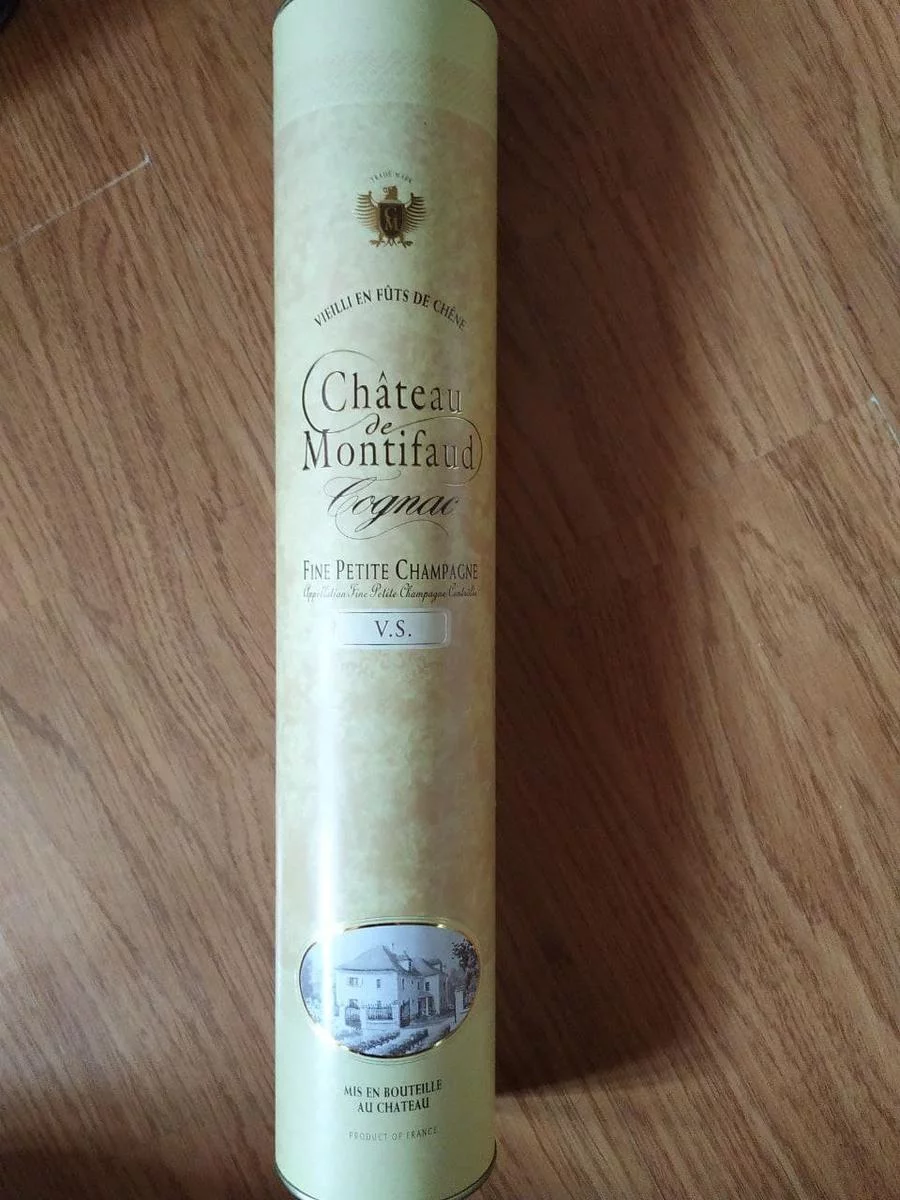 TRADE MARK
CM
VIEILLI EN FÛTS DE CHÊNE
Château
de
Montifaud
Cognac
FINE PETITE CHAMPAGNE
Appellation Fine Petite Champagne Contrôlée
V.S.
MIS EN BOUTEILLE
AU CHATEAU
PRODUCT OF FRANCE